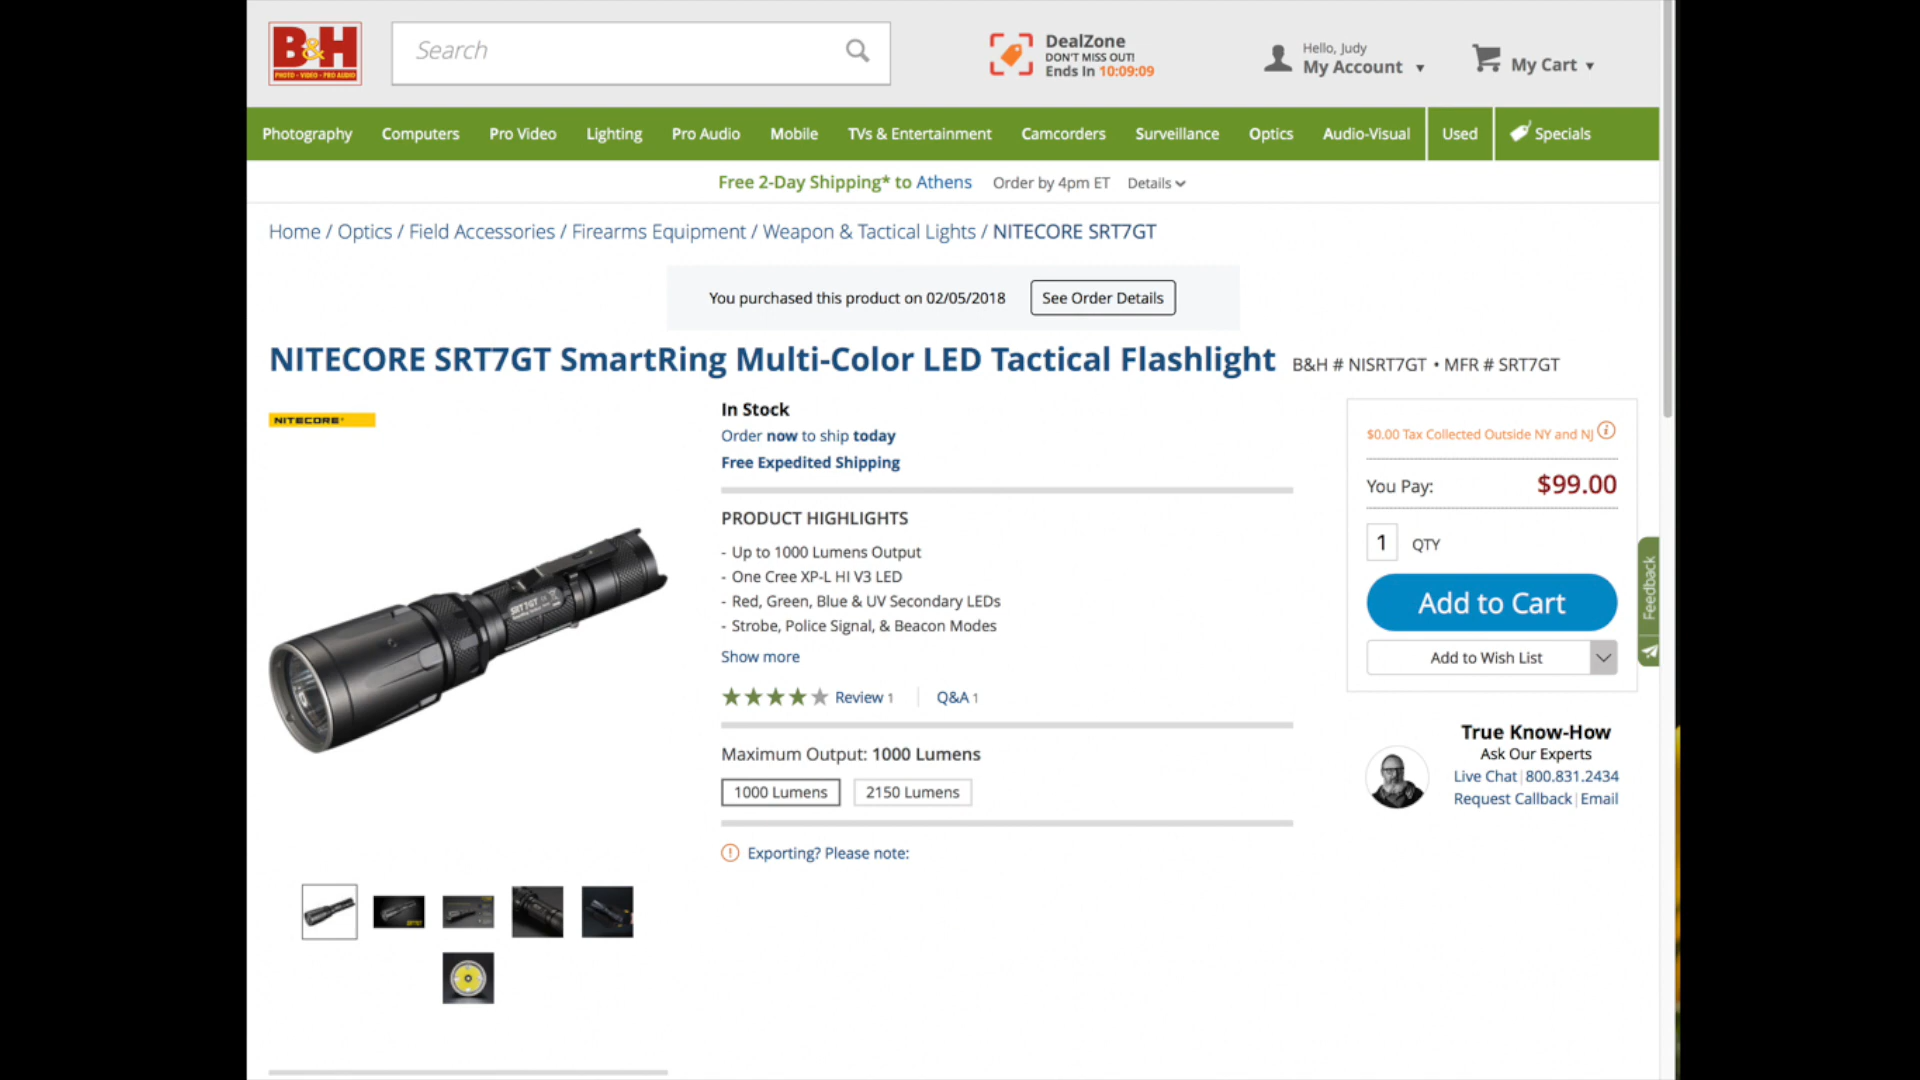 B&H
PHOTO - VIDEO - PRO AUDIO
Search
DealZone
DON'T MISS OUT!
Ends In 10:09:09
Hello, Judy
My Account
My Cart
Photography Computers Pro Video Lighting Pro Audio Mobile TVs & Entertainment Camcorders Surveillance Optics Audio-Visual Used Specials
Free 2-Day Shipping* to Athens Order by 4pm ET Details
Home / Optics / Field Accessories / Firearms Equipment / Weapon & Tactical Lights / NITECORE SRT7GT
You purchased this product on 02/05/2018 See Order Details
NITECORE SRT7GT SmartRing Multi-Color LED Tactical Flashlight B&H # NISRT7GT • MFR # SRT7GT
NITECORE
SRT7GT
In Stock
Order now to ship today
Free Expedited Shipping
PRODUCT HIGHLIGHTS
- Up to 1000 Lumens Output
- One Cree XP-L HI V3 LED
- Red, Green, Blue & UV Secondary LEDs
- Strobe, Police Signal, & Beacon Modes
Show more
Review 1 Q&A 1
Maximum Output: 1000 Lumens
1000 Lumens 2150 Lumens
Exporting? Please note:
$0.00 Tax Collected Outside NY and NJ
You Pay: $99.00
1 QTY
Add to Cart
Add to Wish List
Feedback
True Know-How
Ask Our Experts
Live Chat | 800.831.2434
Request Callback | Email